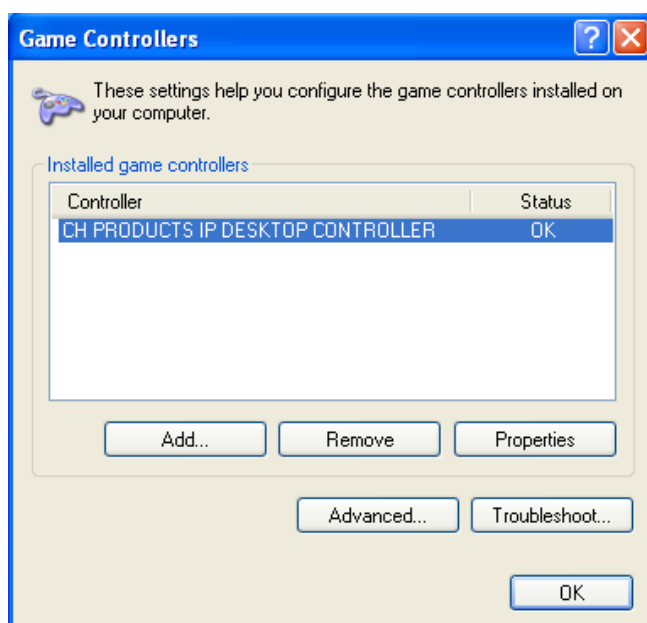 Game Controllers
These settings help you configure the game controllers installed on
your computer.
Installed game controllers
Controller Status
CH PRODUCTS IP DESKTOP CONTROLLER OK
Add... Remove Properties
Advanced... Troubleshoot...
OK